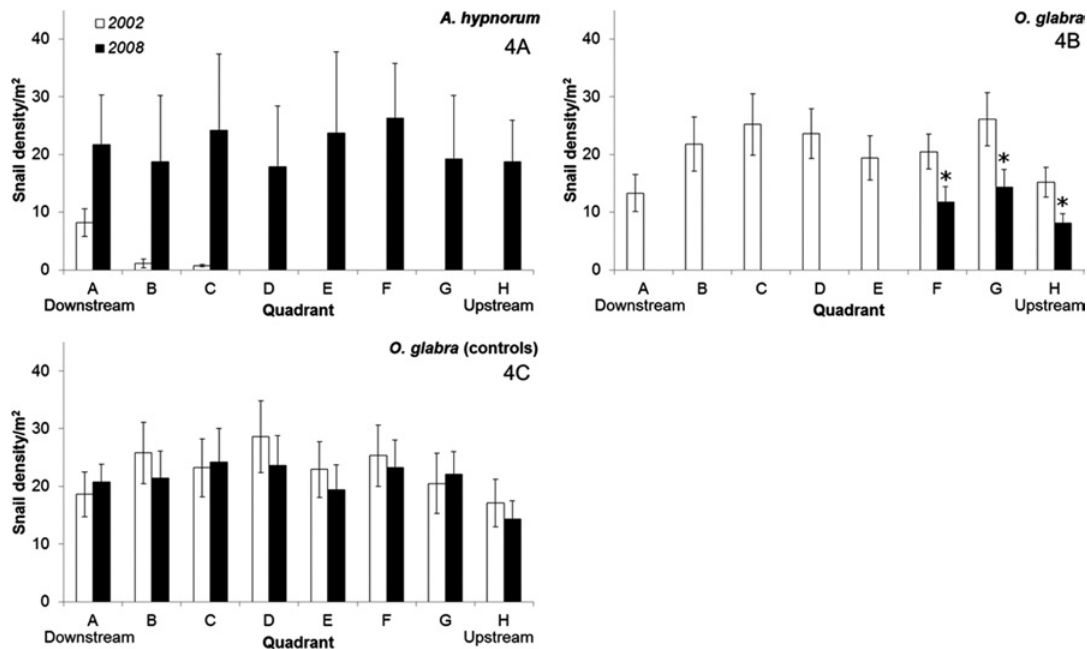 A. hypnorum
4A
2002
2008
Snail density/m²
40
30
20
10
0
A B C D E F G H
Downstream Quadrant Upstream
O. glabra
4B
Snail density/m²
40
30
20
10
0
* * *
A B C D E F G H
Downstream Quadrant Upstream
O. glabra (controls)
4C
Snail density/m²
40
30
20
10
0
A B C D E F G H
Downstream Quadrant Upstream